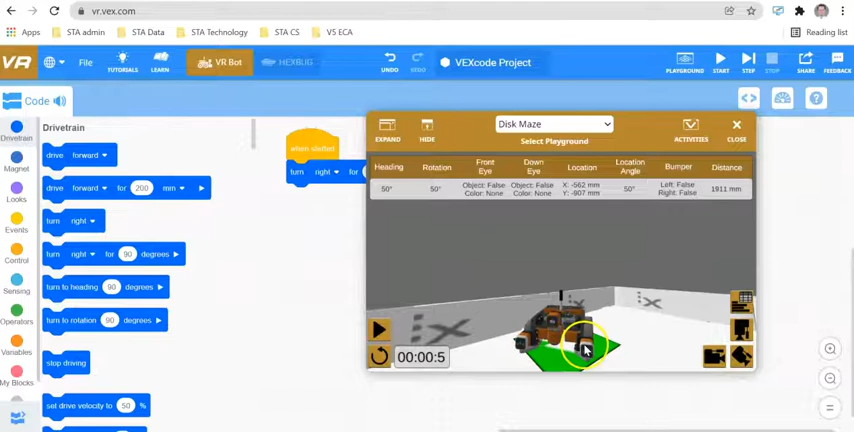 vr.vex.com
Apps STA admin STA Data STA Technology STA CS V5 ECA Reading list
VR File TUTORIALS LEARN VR Bot HEXBUG UNDO REDO VEXcode Project PLAYGROUND START STEP STOP SHARE FEEDBACK
Code
Drivetrain
Magnet
Looks
Events
Control
Sensing
Operators
Variables
My Blocks
Drivetrain
drive forward
drive forward for 200 mm
turn right
turn right for 90 degrees
turn to heading 90 degrees
turn to rotation 90 degrees
stop driving
set drive velocity to 50 %
when started
turn right for
EXPAND HIDE Disk Maze ACTIVITIES CLOSE
Select Playground
Heading Rotation Front Eye Down Eye Location Location Angle Bumper Distance
50° 50° Object: False Color: None Object: False Color: None X: -562 mm Y: -907 mm 50° Left: False Right: False 1911 mm
00:00:5